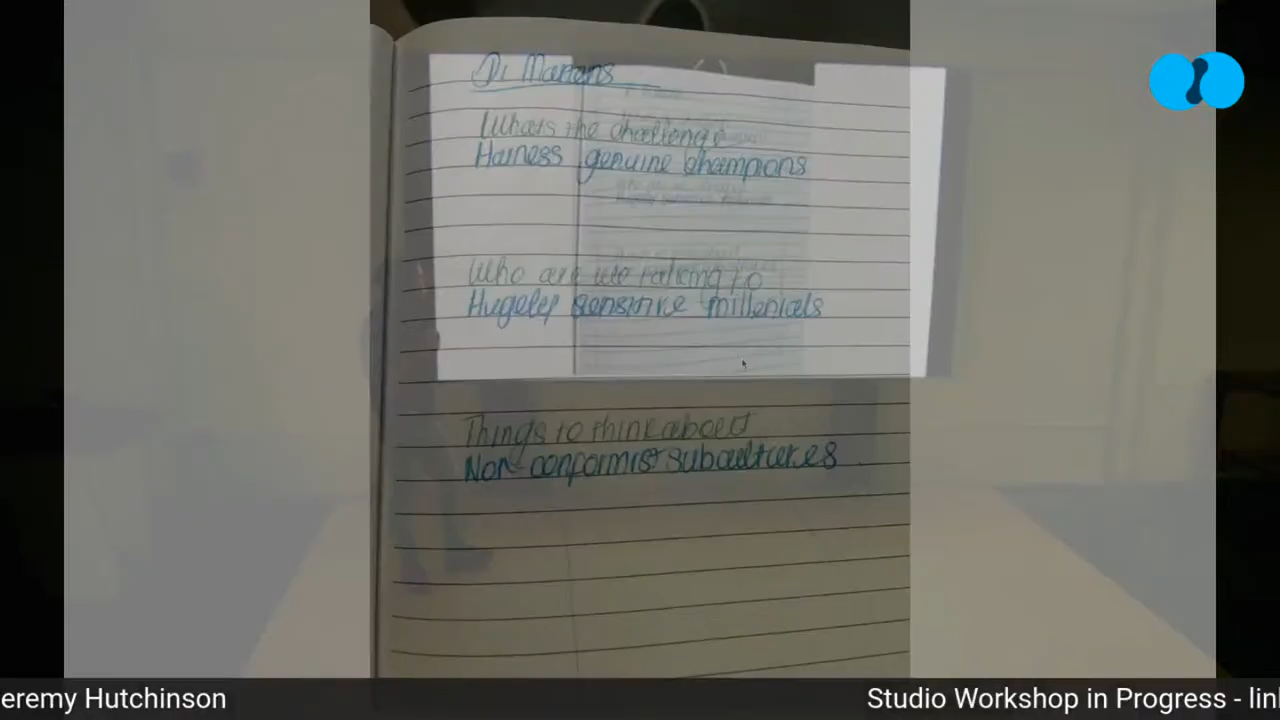 Dr Martens
Whats the challenge
Harness genuine champions
Who are we talking to
Hugely sensitive millenials
Things to think about
Non-conformist subcultures
eremy Hutchinson
Studio Workshop in Progress - lin